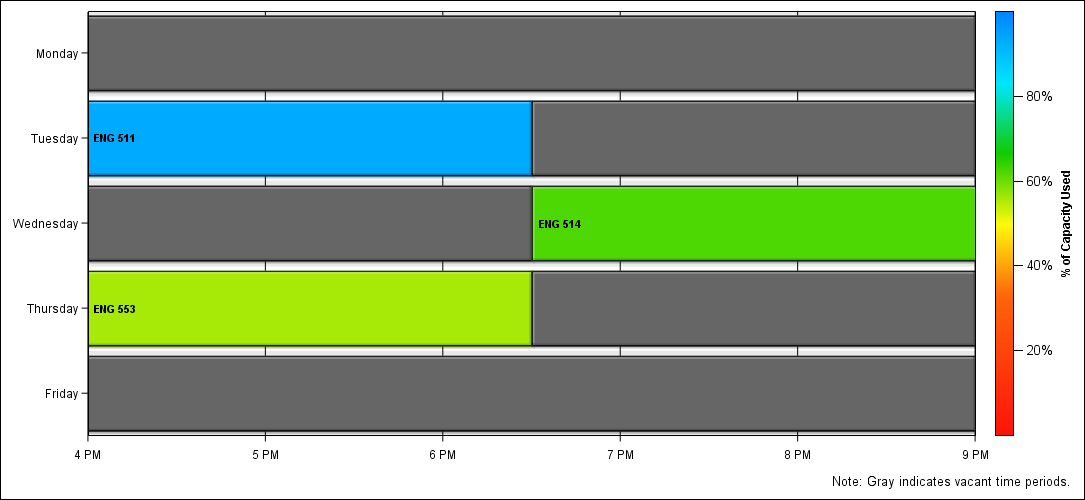 Monday
Tuesday
ENG 511
Wednesday
ENG 514
Thursday
ENG 553
Friday
4 PM 5 PM 6 PM 7 PM 8 PM 9 PM
80%
60%
40%
20%
% of Capacity Used
Note: Gray indicates vacant time periods.